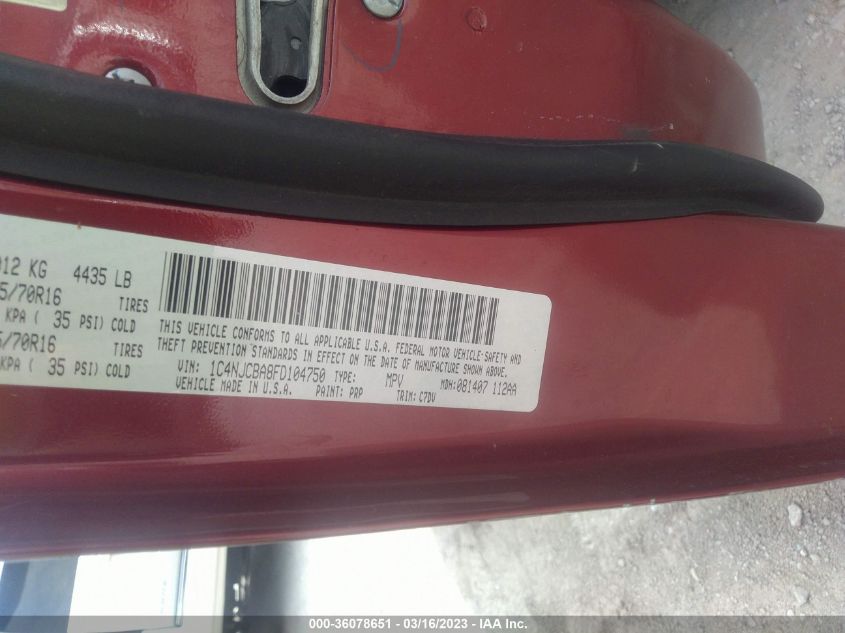 012 KG 4435 LB
5/70R16 TIRES
KPA ( 35 PSI) COLD
5/70R16 TIRES
KPA ( 35 PSI) COLD
THIS VEHICLE CONFORMS TO ALL APPLICABLE U.S.A. FEDERAL MOTOR VEHICLE-SAFETY AND
THEFT PREVENTION STANDARDS IN EFFECT ON THE DATE OF MANUFACTURE SHOWN ABOVE.
VIN: 1C4NJCBA8FD104750 TYPE: MPV MDH:081407 112AA
VEHICLE MADE IN U.S.A. PAINT: PRP TRIM: C7DV
000-36078651 - 03/16/2023 - IAA Inc.